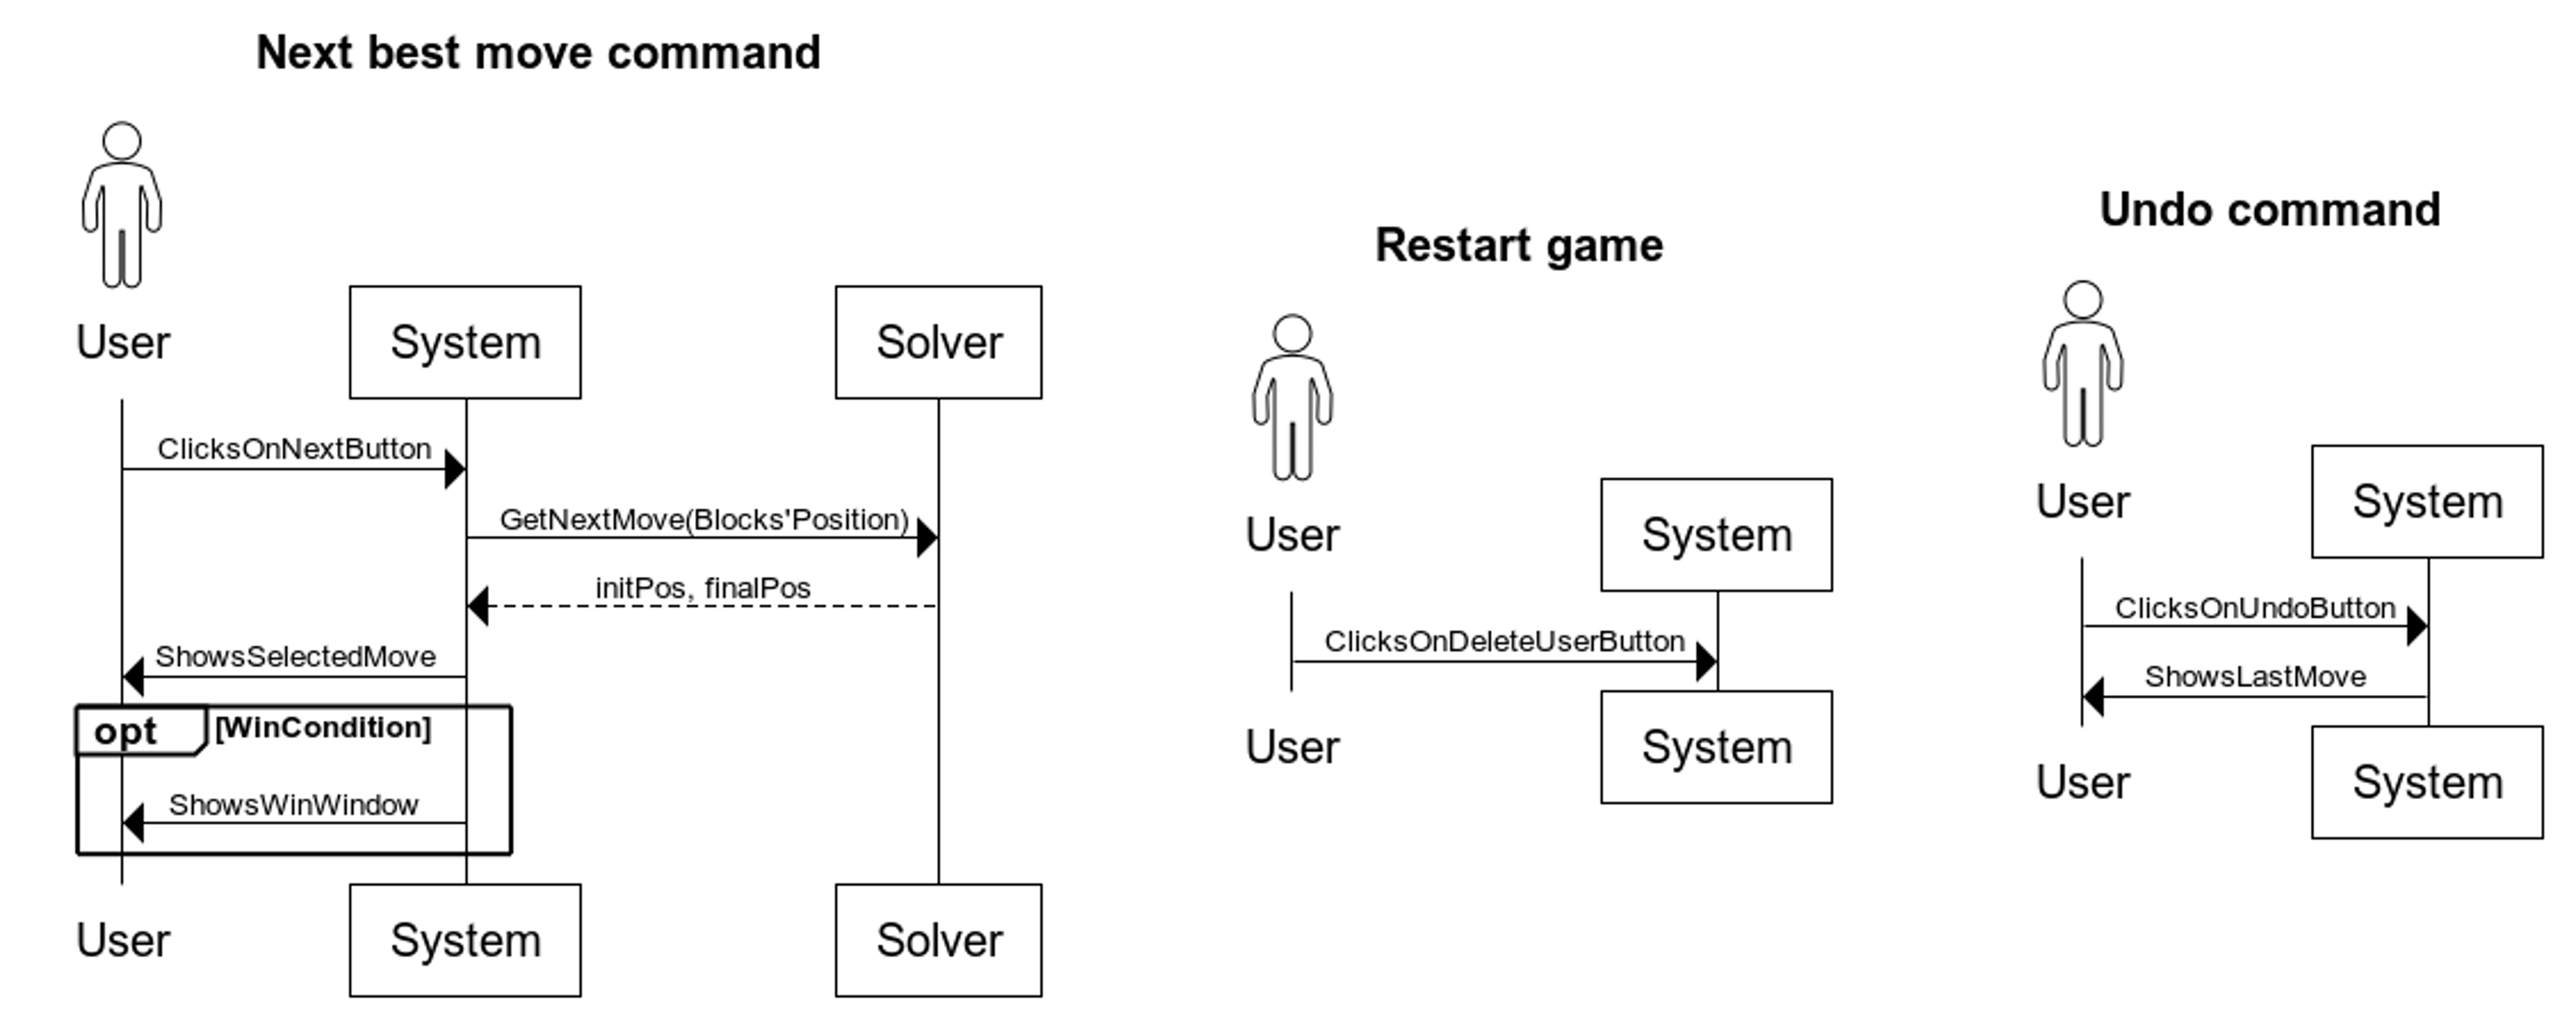 Next best move command
User
System
Solver
ClicksOnNextButton
GetNextMove(Blocks'Position)
initPos, finalPos
ShowsSelectedMove
opt [WinCondition]
ShowsWinWindow
User
System
Solver
Restart game
User
System
ClicksOnDeleteUserButton
User
System
Undo command
User
System
ClicksOnUndoButton
ShowsLastMove
User
System